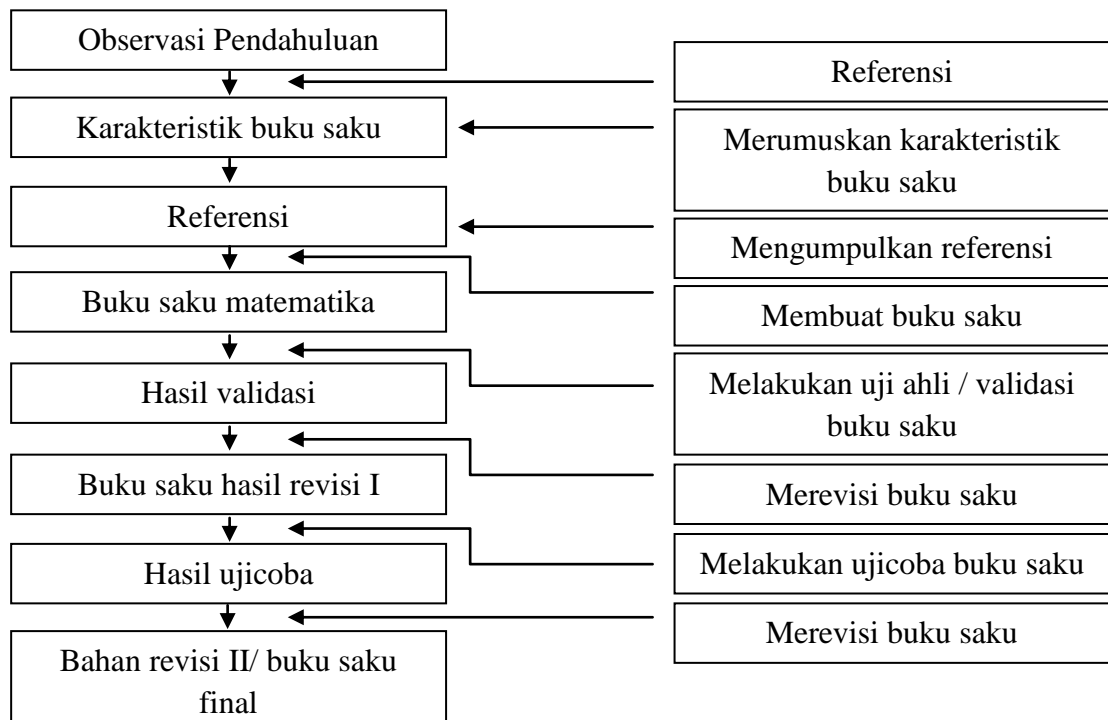 Observasi Pendahuluan
Karakteristik buku saku
Referensi
Buku saku matematika
Hasil validasi
Buku saku hasil revisi I
Hasil ujicoba
Bahan revisi II/ buku saku
final
Referensi
Merumuskan karakteristik
buku saku
Mengumpulkan referensi
Membuat buku saku
Melakukan uji ahli / validasi
buku saku
Merevisi buku saku
Melakukan ujicoba buku saku
Merevisi buku saku